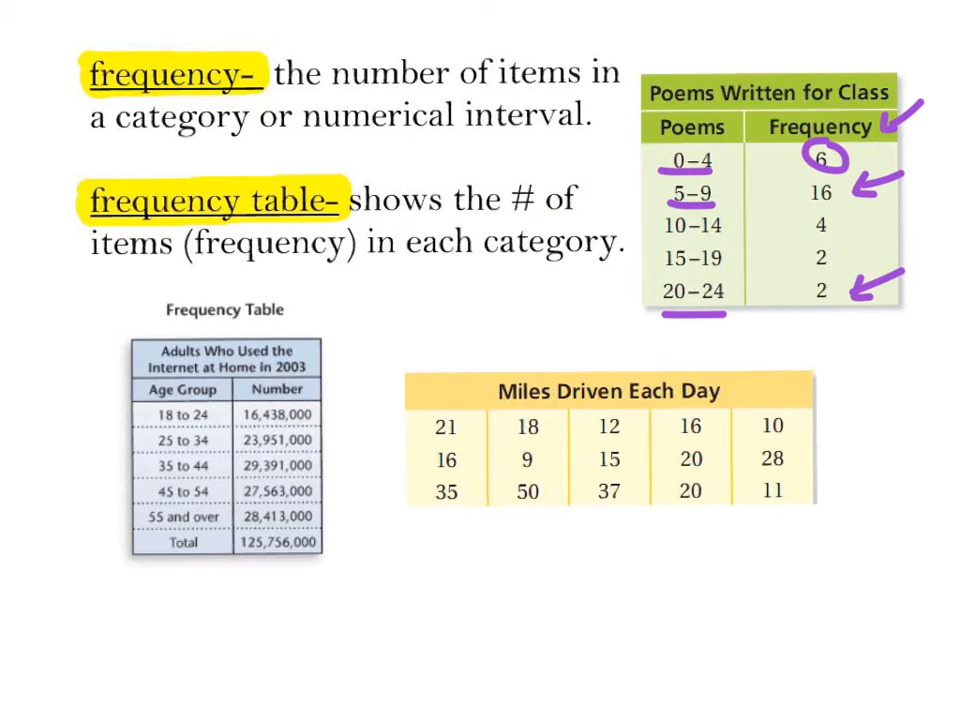 frequency- the number of items in
a category or numerical interval.
frequency table- shows the # of
items (frequency) in each category.
Poems Written for Class
Poems Frequency
0–4 6
5–9 16
10–14 4
15–19 2
20–24 2
Frequency Table
Adults Who Used the
Internet at Home in 2003
Age Group Number
18 to 24 16,438,000
25 to 34 23,951,000
35 to 44 29,391,000
45 to 54 27,563,000
55 and over 28,413,000
Total 125,756,000
Miles Driven Each Day
21 18 12 16 10
16 9 15 20 28
35 50 37 20 11